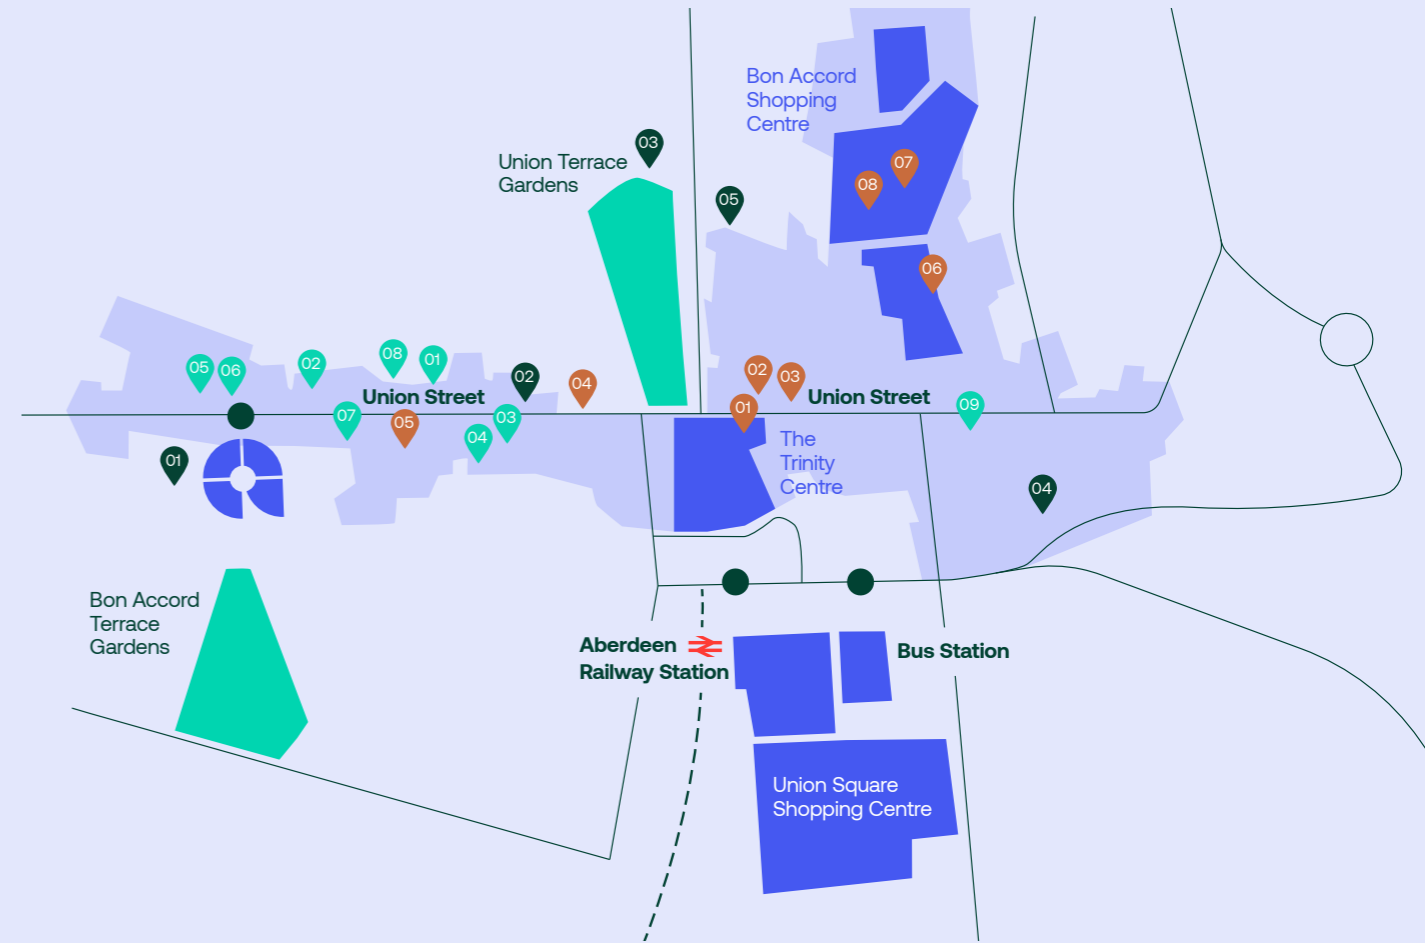 Bon Accord
Shopping
Centre
03
Union Terrace
Gardens
07
08
05
06
08
01
02
05
06
02
04
02
03
Union Street
Union Street
01
09
07
05
03
04
The
Trinity
Centre
01
04
Bon Accord
Terrace
Gardens
Aberdeen
Railway Station
Bus Station
Union Square
Shopping Centre